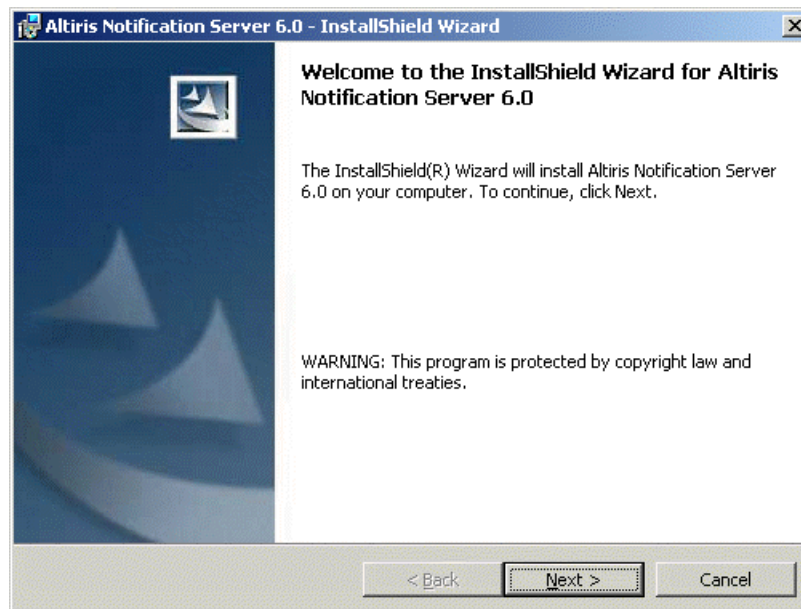 Altiris Notification Server 6.0 - InstallShield Wizard
Welcome to the InstallShield Wizard for Altiris
Notification Server 6.0
The InstallShield(R) Wizard will install Altiris Notification Server
6.0 on your computer. To continue, click Next.
WARNING: This program is protected by copyright law and
international treaties.
< Back
Next >
Cancel